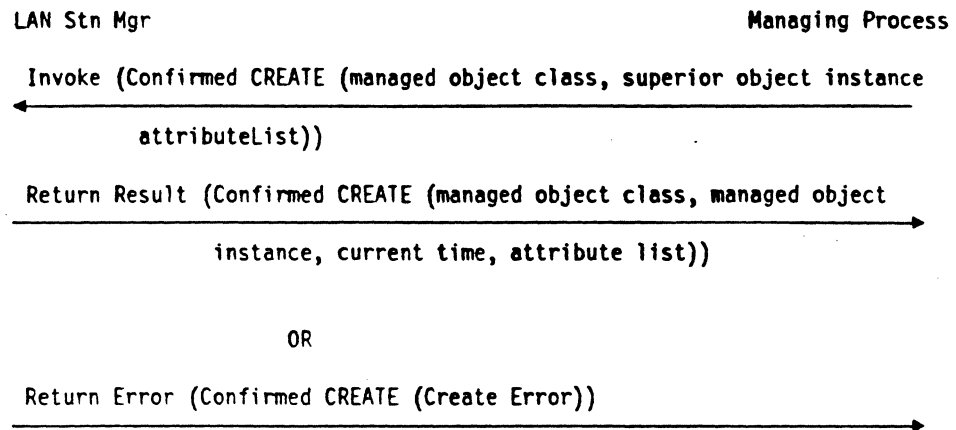 LAN Stn Mgr Managing Process
Invoke (Confirmed CREATE (managed object class, superior object instance
attributeList))
Return Result (Confirmed CREATE (managed object class, managed object
instance, current time, attribute list))
OR
Return Error (Confirmed CREATE (Create Error))